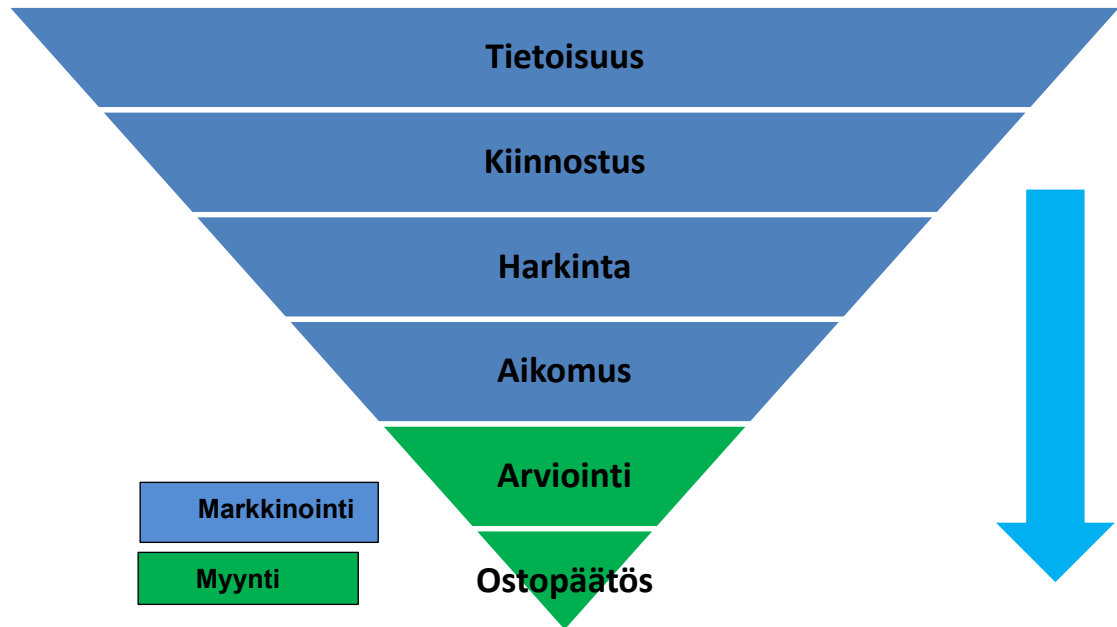 Tietoisuus
Kiinnostus
Harkinta
Aikomus
Arviointi
Ostopäätös
Markkinointi
Myynti